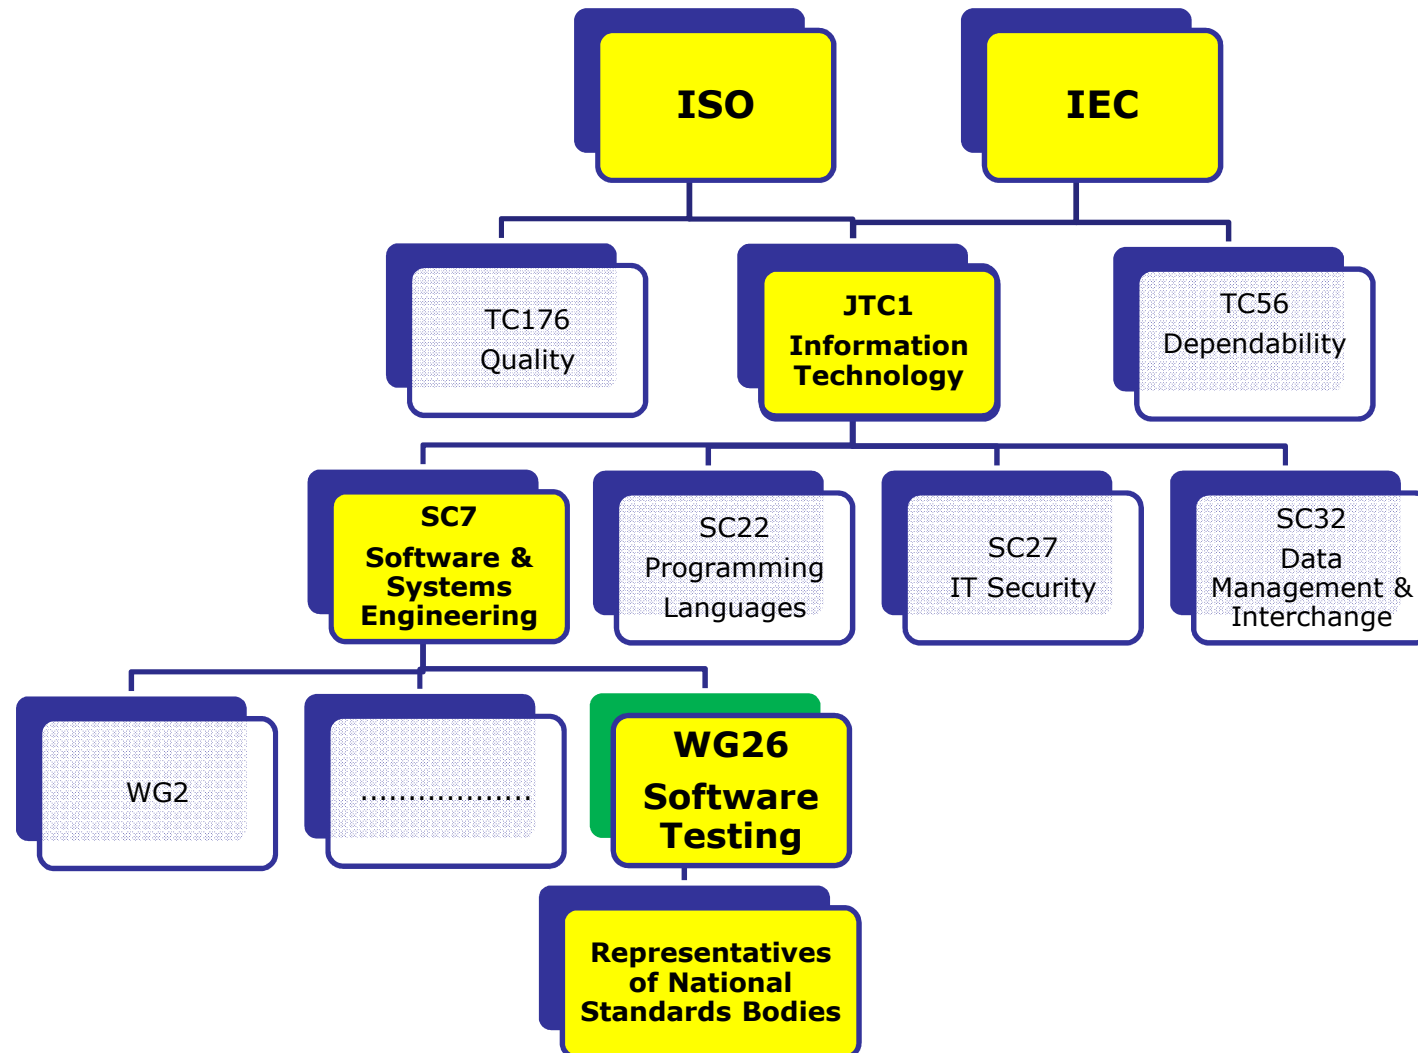 ISO
IEC
TC176
Quality
JTC1
Information
Technology
TC56
Dependability
SC7
Software &
Systems
Engineering
SC22
Programming
Languages
SC27
IT Security
SC32
Data
Management &
Interchange
WG2
..................
WG26
Software
Testing
Representatives
of National
Standards Bodies